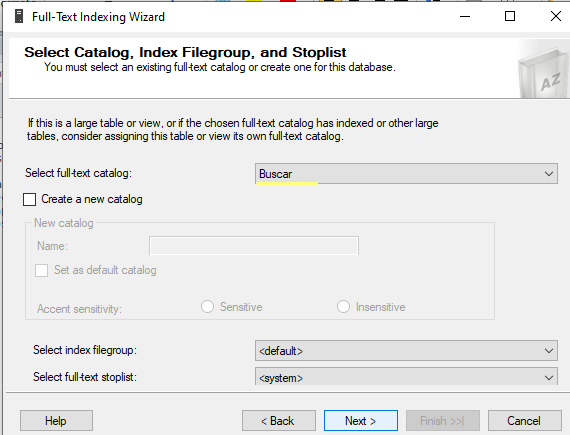 Full-Text Indexing Wizard
Select Catalog, Index Filegroup, and Stoplist
You must select an existing full-text catalog or create one for this database.
AZ
If this is a large table or view, or if the chosen full-text catalog has indexed or other large
tables, consider assigning this table or view its own full-text catalog.
Select full-text catalog: Buscar
Create a new catalog
New catalog
Name:
Set as default catalog
Accent sensitivity: Sensitive Insensitive
Select index filegroup: <default>
Select full-text stoplist: <system>
Help < Back Next > Finish >>| Cancel